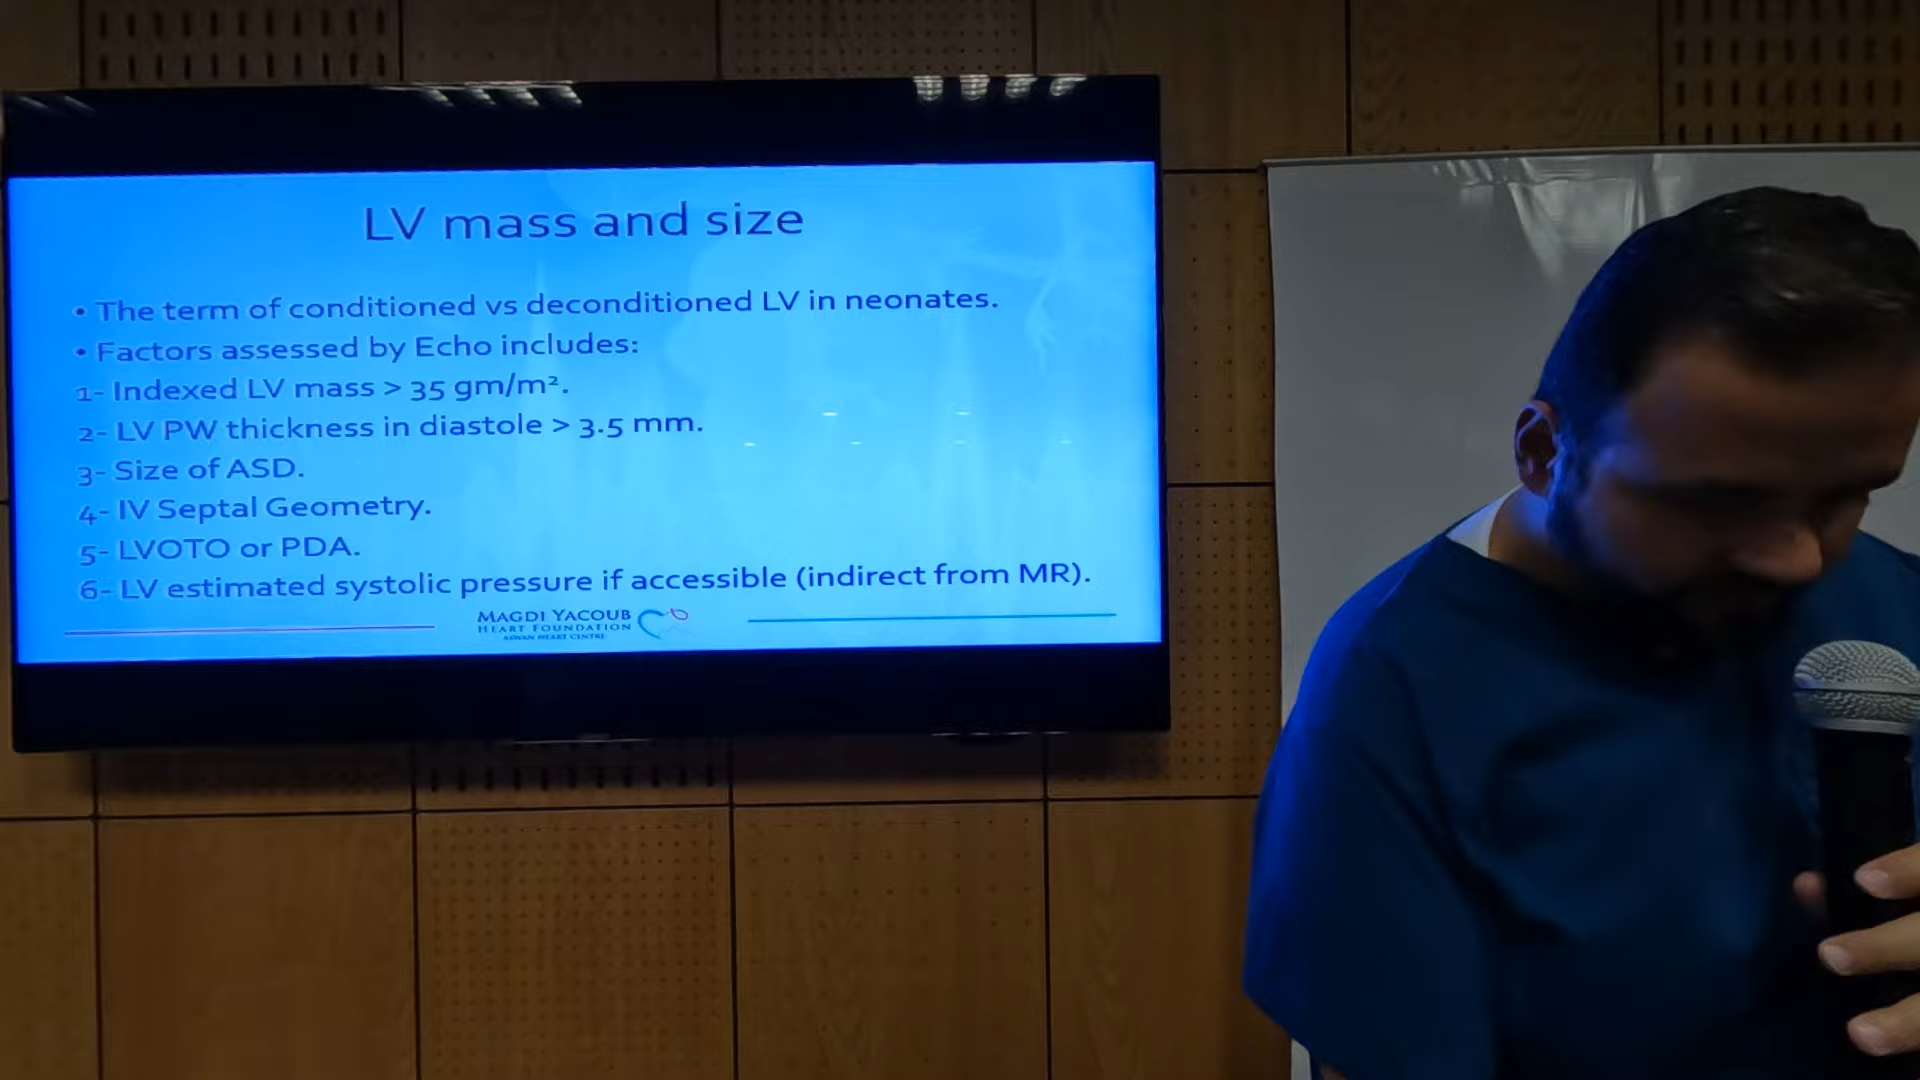 LV mass and size
• The term of conditioned vs deconditioned LV in neonates.
• Factors assessed by Echo includes:
1- Indexed LV mass > 35 gm/m².
2- LV PW thickness in diastole > 3.5 mm.
3- Size of ASD.
4- IV Septal Geometry.
5- LVOTO or PDA.
6- LV estimated systolic pressure if accessible (indirect from MR).
MAGDI YACOUB
HEART FOUNDATION
ASWAN HEART CENTRE